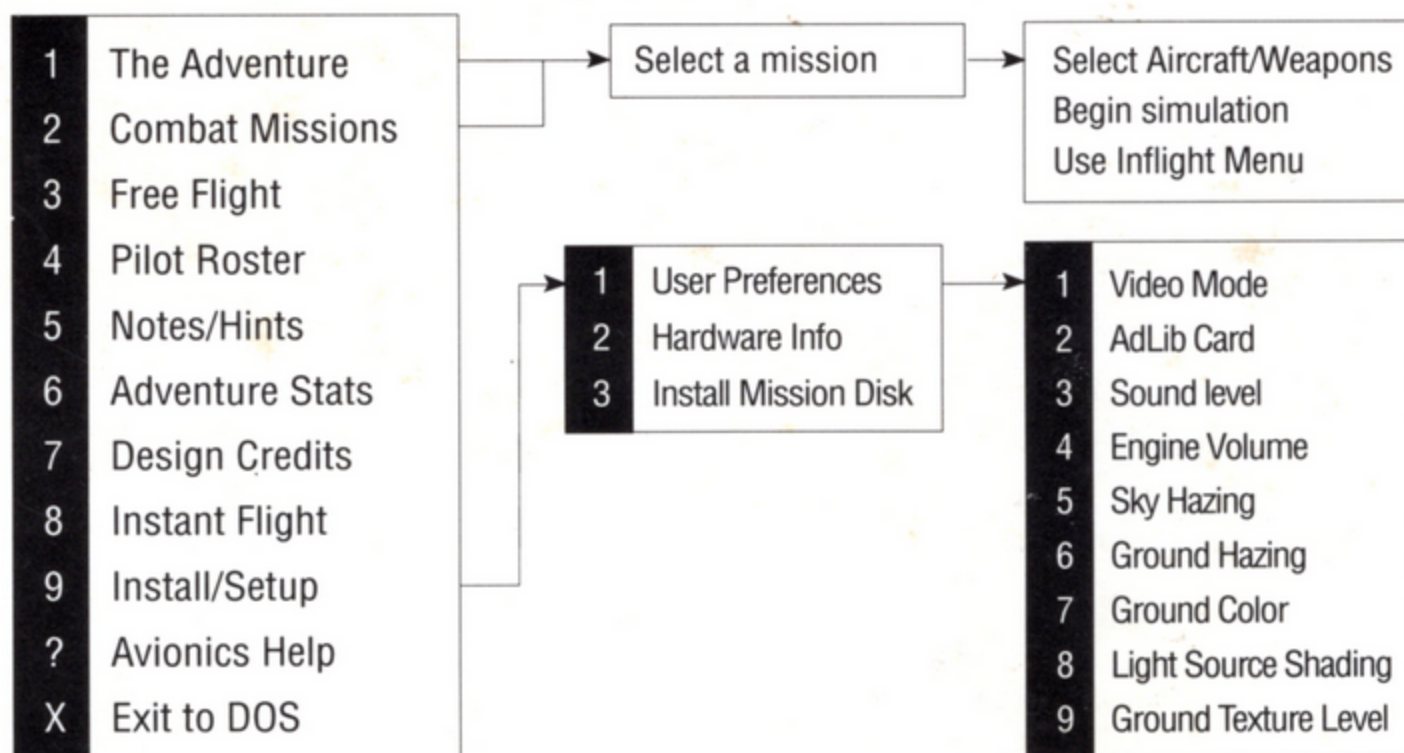 1 The Adventure
2 Combat Missions
3 Free Flight
4 Pilot Roster
5 Notes/Hints
6 Adventure Stats
7 Design Credits
8 Instant Flight
9 Install/Setup
? Avionics Help
X Exit to DOS
Select a mission
Select Aircraft/Weapons
Begin simulation
Use Inflight Menu
1 User Preferences
2 Hardware Info
3 Install Mission Disk
1 Video Mode
2 AdLib Card
3 Sound level
4 Engine Volume
5 Sky Hazing
6 Ground Hazing
7 Ground Color
8 Light Source Shading
9 Ground Texture Level